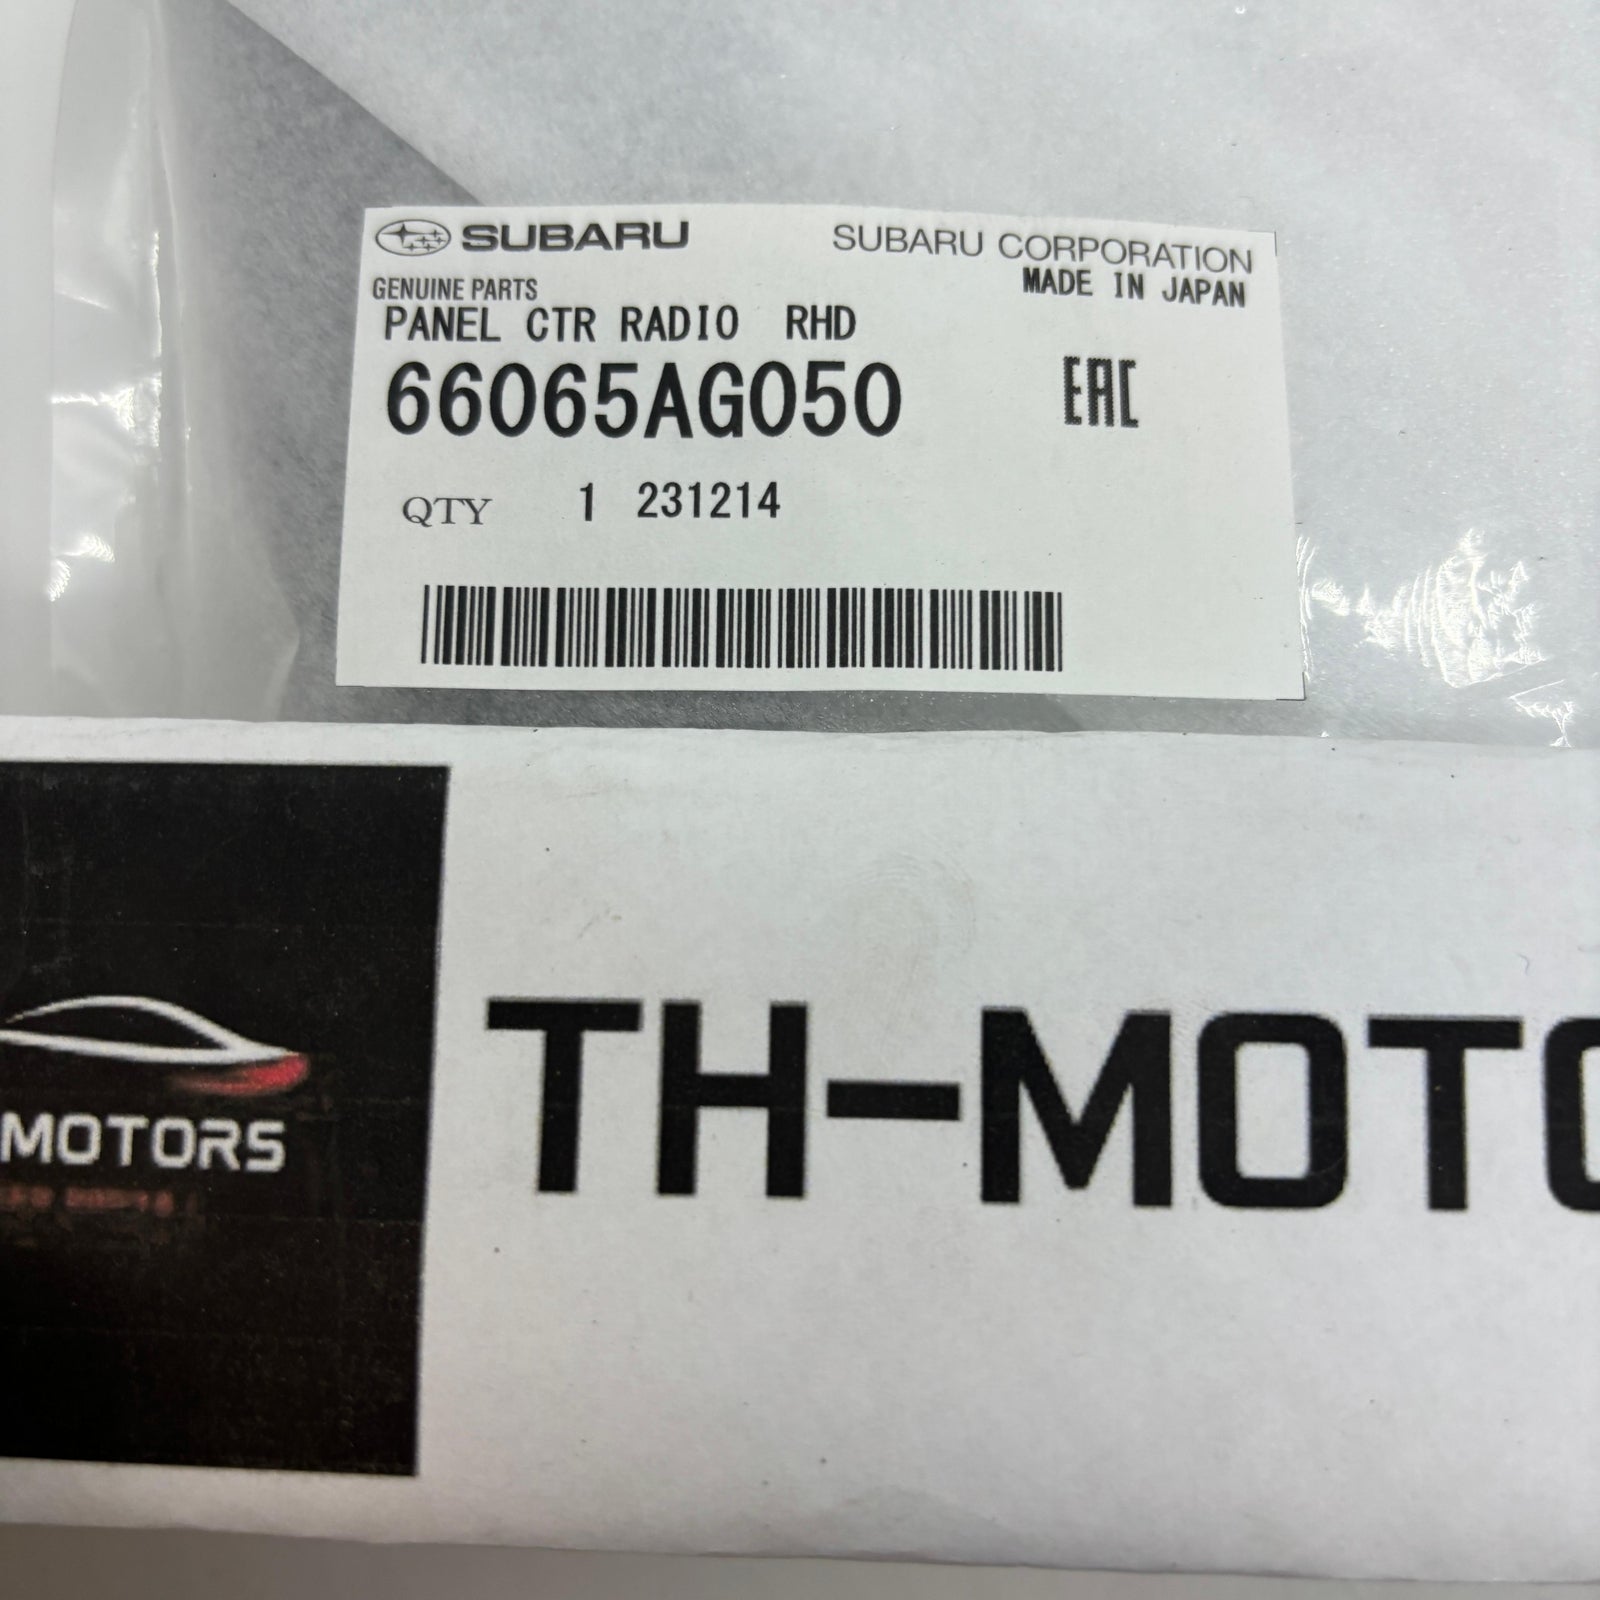 SUBARU
SUBARU CORPORATION
GENUINE PARTS
MADE IN JAPAN
PANEL CTR RADIO RHD
66065AG050
EAC
QTY 1 231214
MOTORS
TH-MOTO